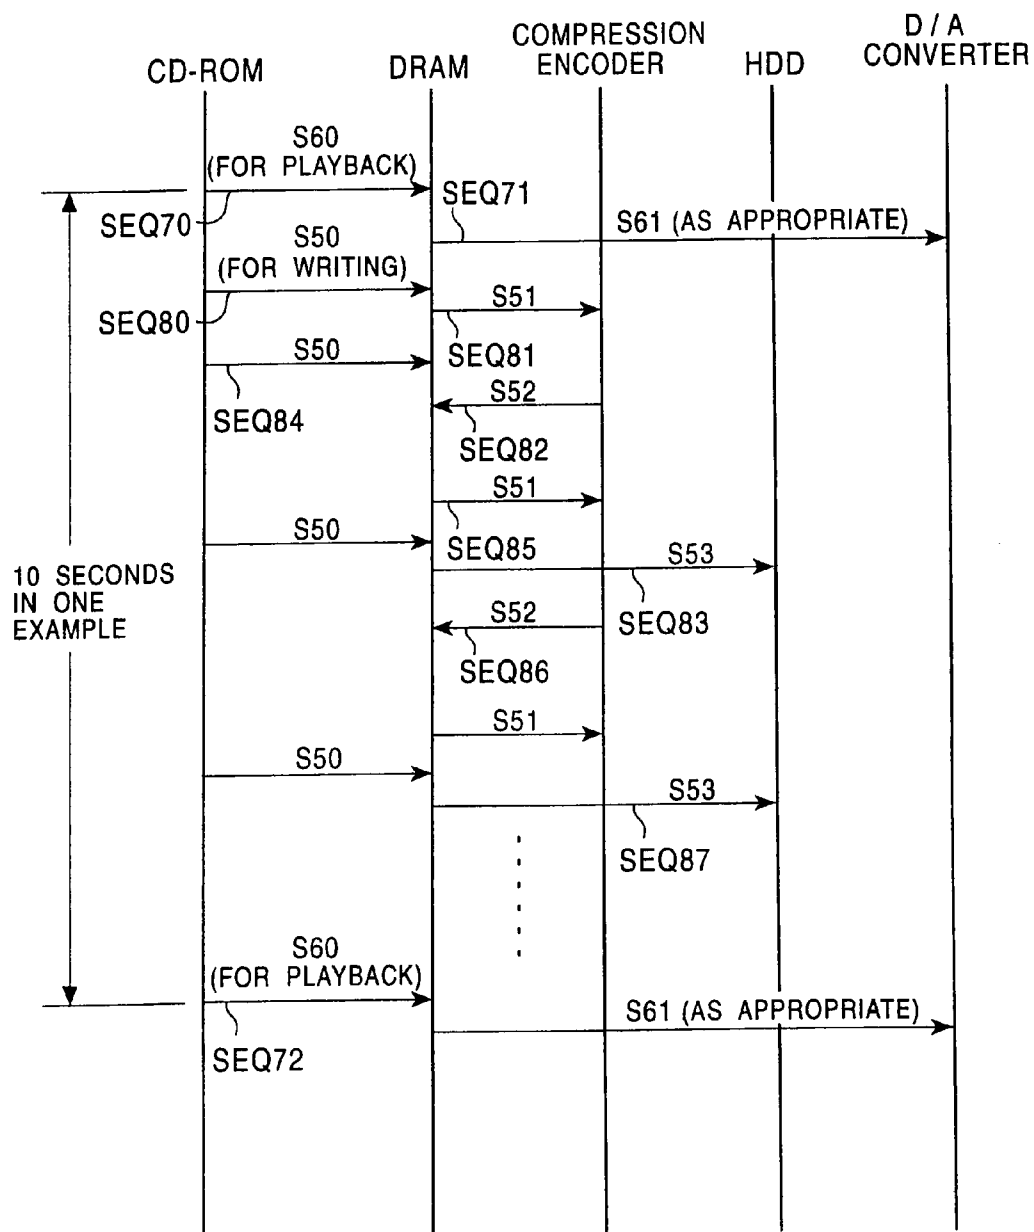 CD-ROM
DRAM
COMPRESSION
ENCODER
HDD
D / A
CONVERTER
S60
(FOR PLAYBACK)
SEQ70
SEQ71
S61 (AS APPROPRIATE)
S50
(FOR WRITING)
SEQ80
S51
SEQ81
S50
SEQ84
S52
SEQ82
S51
SEQ85
S50
S53
SEQ83
10 SECONDS
IN ONE
EXAMPLE
S52
SEQ86
S51
S50
S53
SEQ87
S60
(FOR PLAYBACK)
SEQ72
S61 (AS APPROPRIATE)